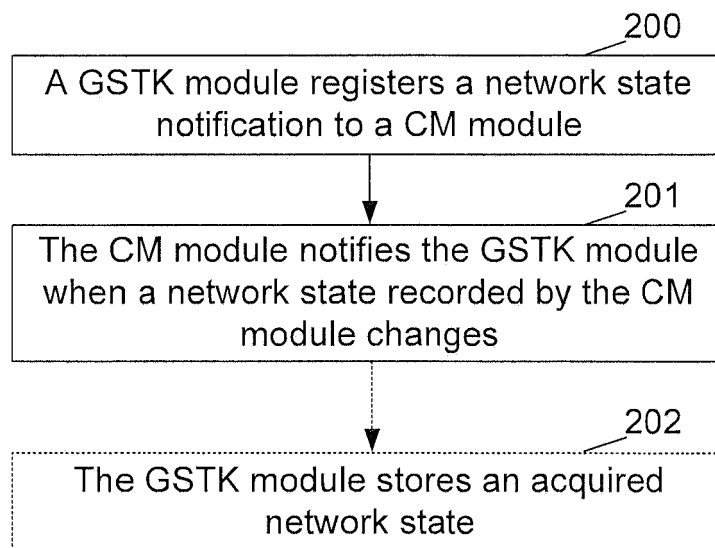 200
A GSTK module registers a network state
notification to a CM module
201
The CM module notifies the GSTK module
when a network state recorded by the CM
module changes
202
The GSTK module stores an acquired
network state